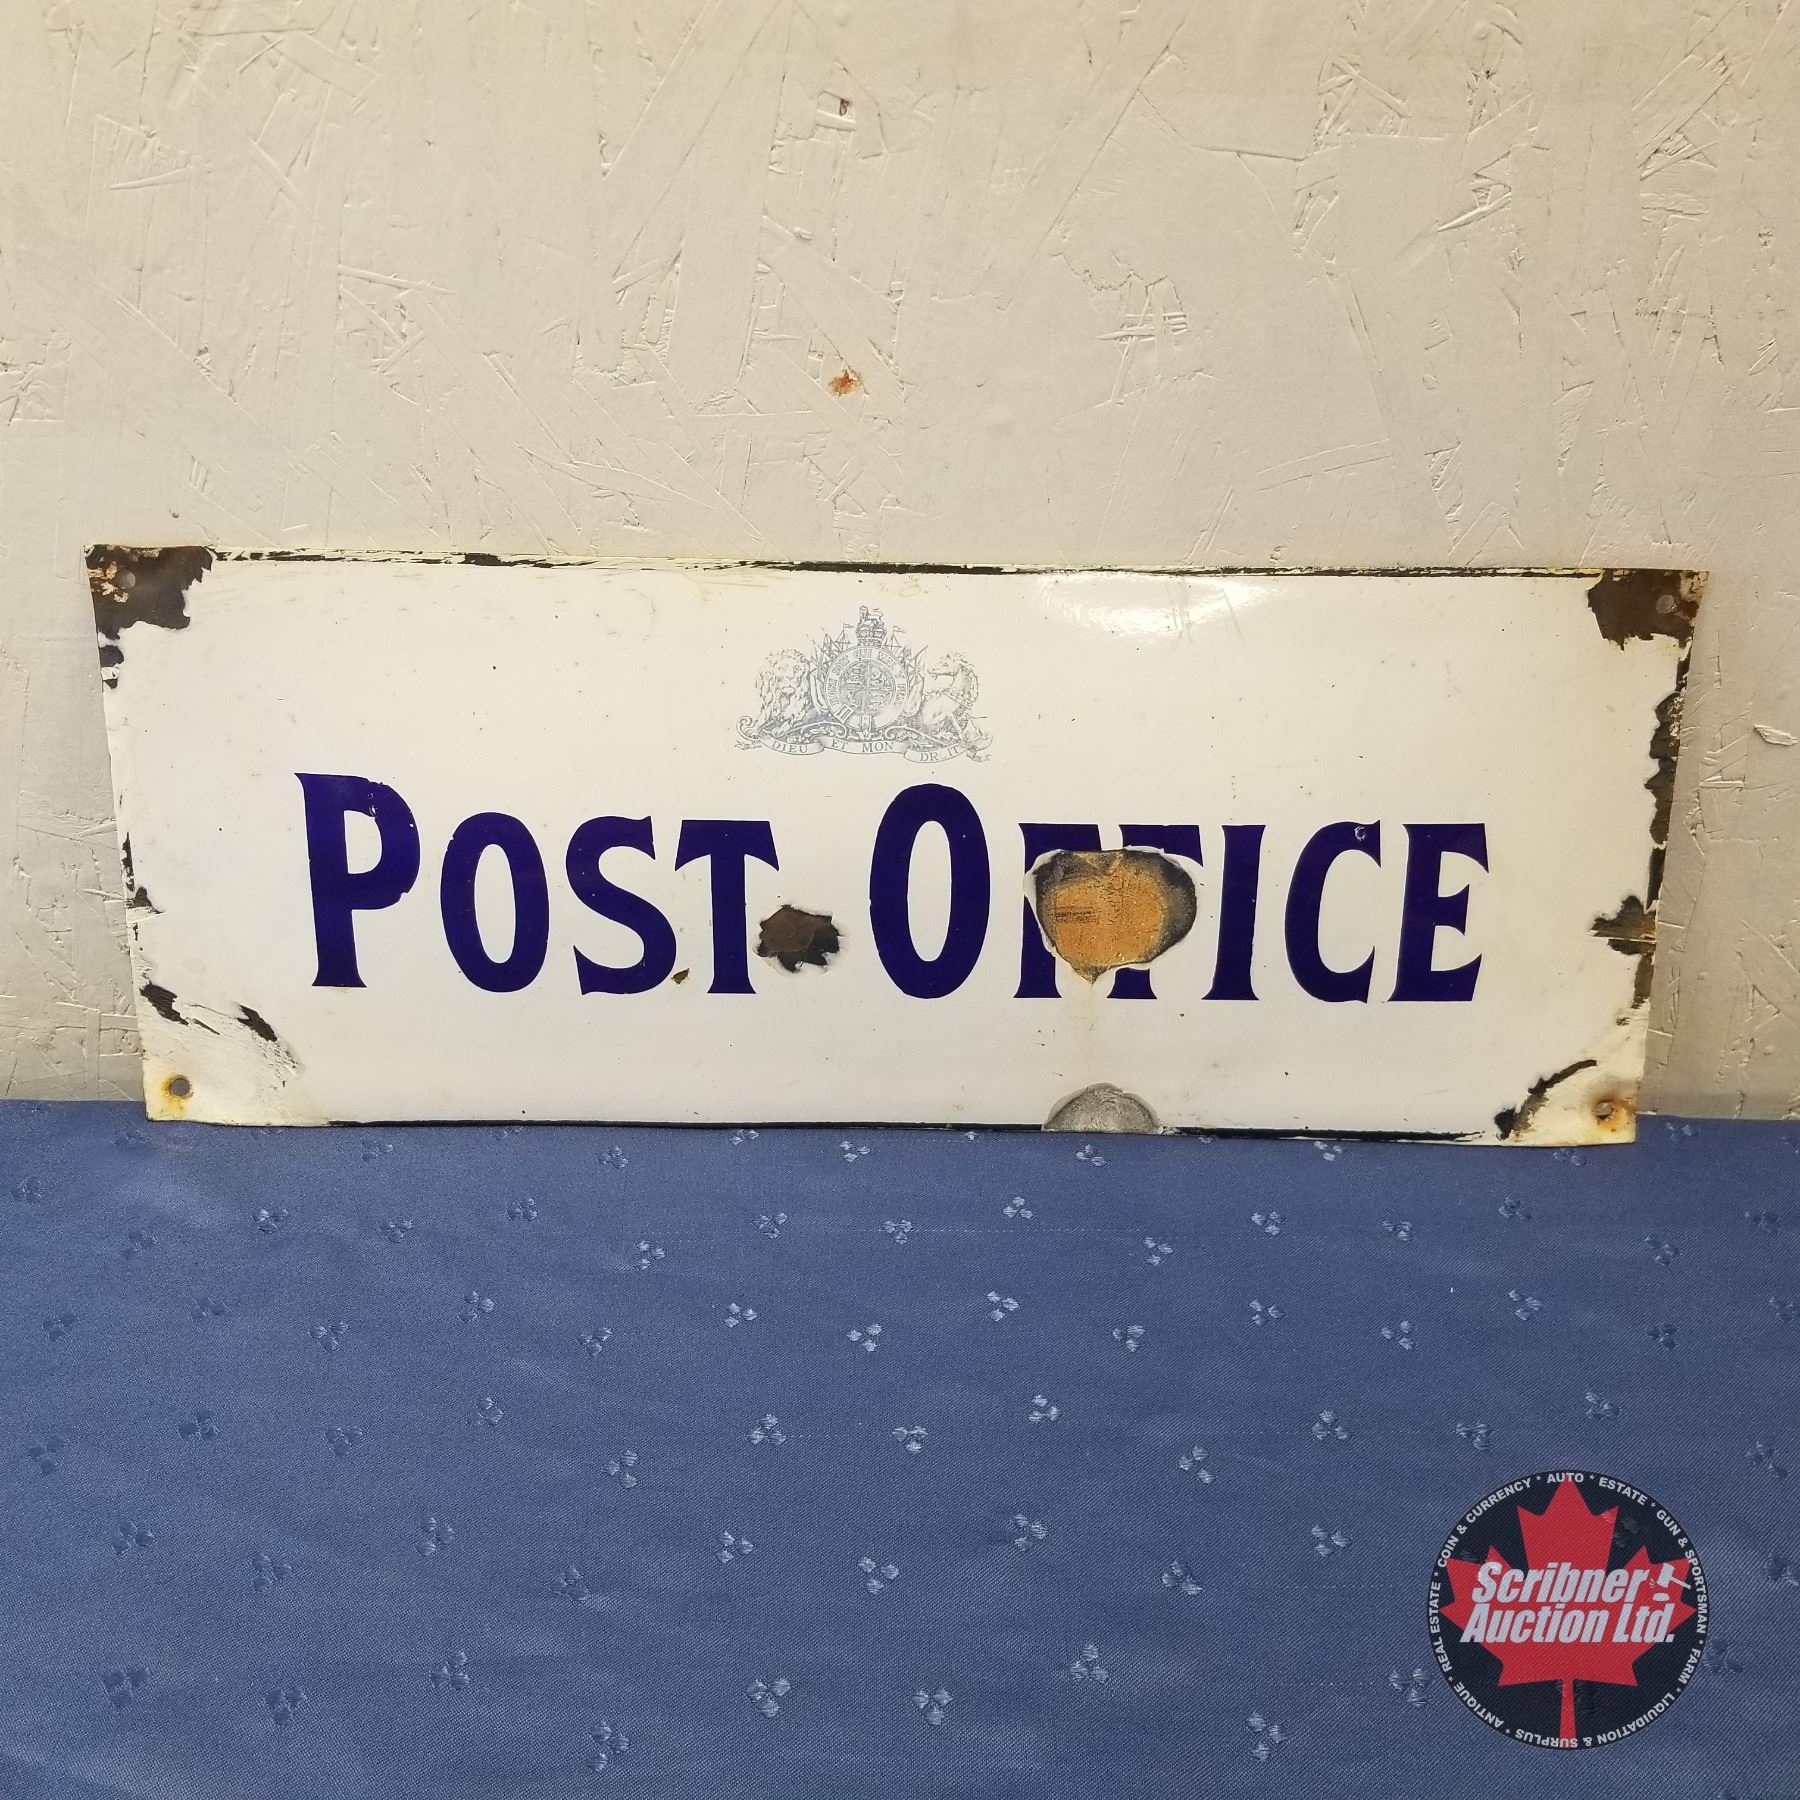 DIEU ET MON
POST OFFICE
COIN & CURRENCY * AUTO * ESTATE * GUN & SPORTSMAN * FARM * LIQUIDATION & SURPLUS * ANTIQUE * REAL ESTATE *
Scribner
Auction Ltd.